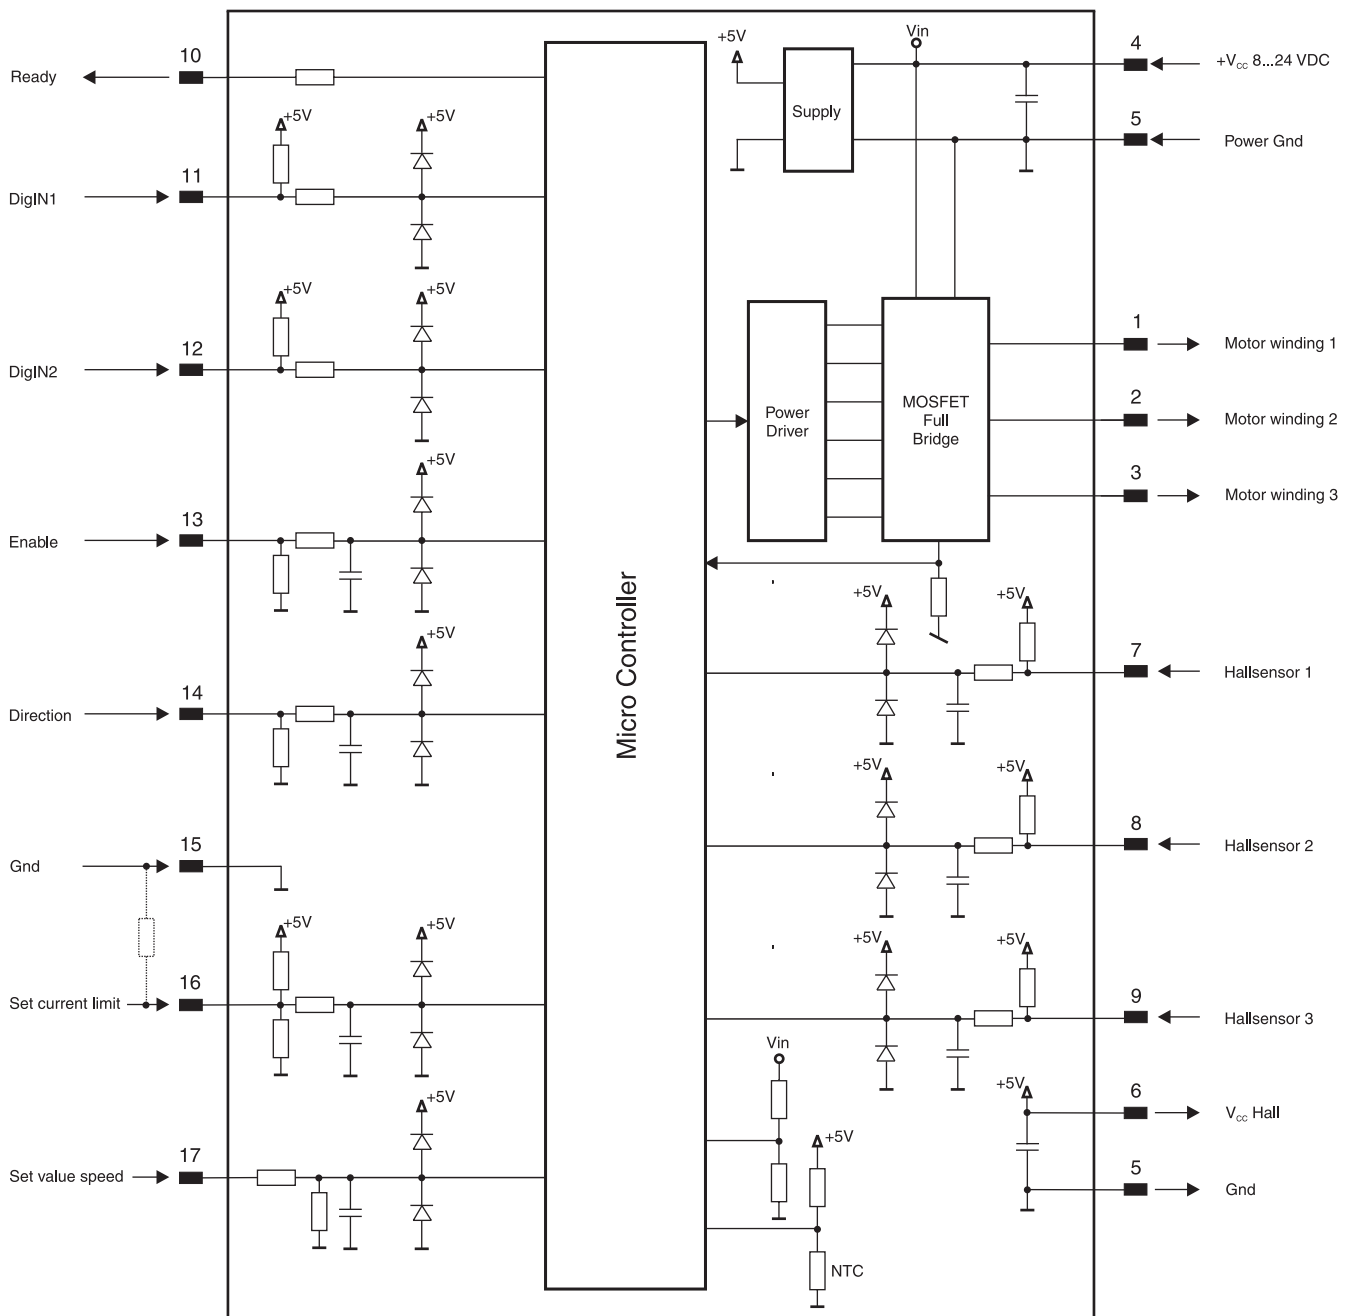 10
Ready
+5V
+5V
11
DigIN1
+5V
+5V
12
DigIN2
+5V
13
Enable
+5V
14
Direction
15
Gnd
+5V
+5V
16
Set current limit
+5V
17
Set value speed
Micro Controller
+5V
Vin
Supply
4
+Vcc 8...24 VDC
5
Power Gnd
Power
Driver
MOSFET
Full
Bridge
1
Motor winding 1
2
Motor winding 2
3
Motor winding 3
+5V
+5V
7
Hallsensor 1
+5V
+5V
8
Hallsensor 2
+5V
+5V
9
Hallsensor 3
Vin
+5V
NTC
+5V
6
Vcc Hall
5
Gnd